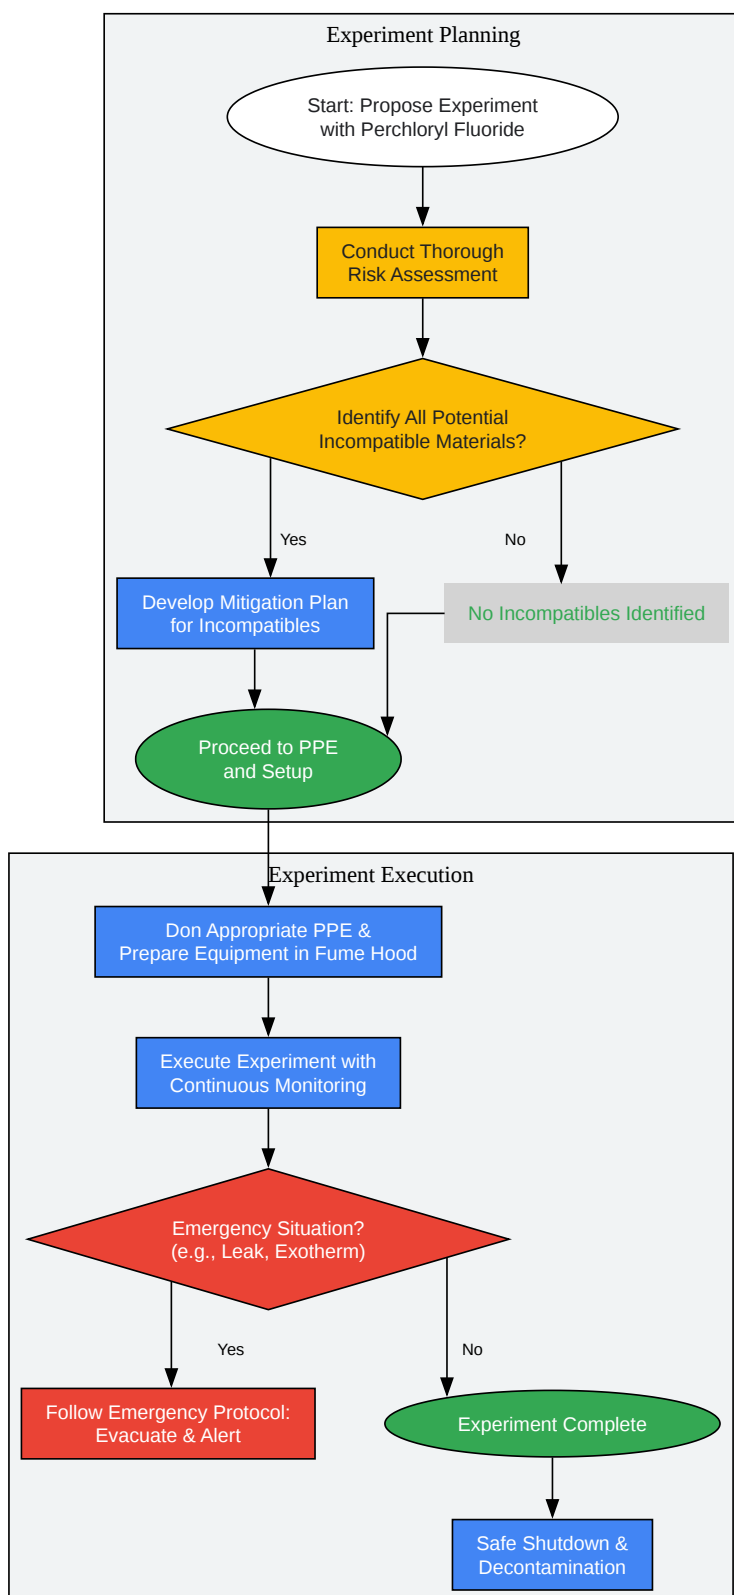 Experiment Planning
Start: Propose Experiment
with Perchloryl Fluoride
Conduct Thorough
Risk Assessment
Identify All Potential
Incompatible Materials?
Yes
No
Develop Mitigation Plan
for Incompatibles
No Incompatibles Identified
Proceed to PPE
and Setup
Experiment Execution
Don Appropriate PPE &
Prepare Equipment in Fume Hood
Execute Experiment with
Continuous Monitoring
Emergency Situation?
(e.g., Leak, Exotherm)
Yes
No
Follow Emergency Protocol:
Evacuate & Alert
Experiment Complete
Safe Shutdown &
Decontamination